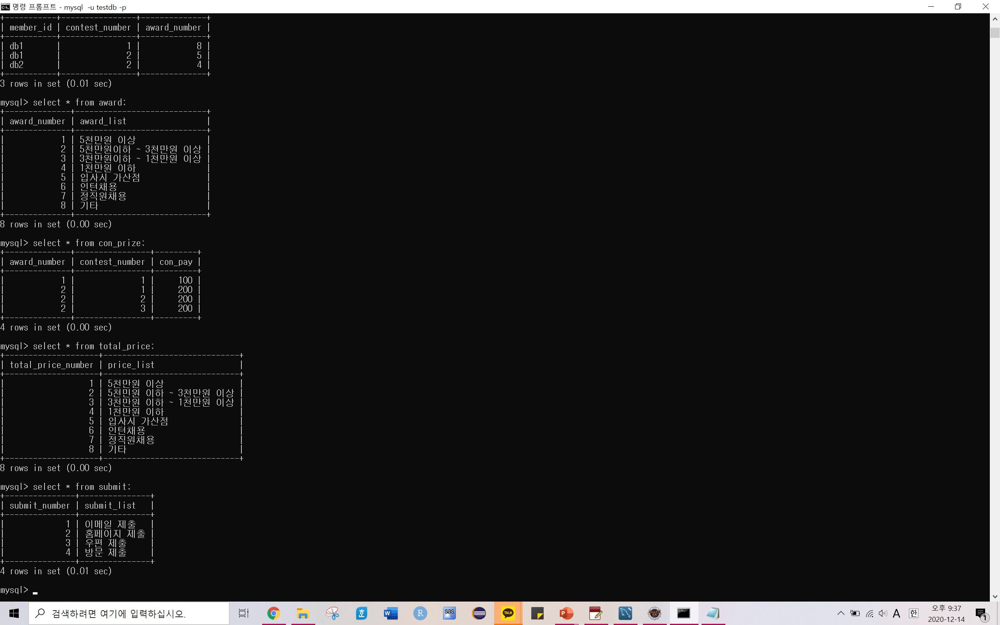 명령 프롬프트 - mysql  -u testdb -p
+-----------+----------------+--------------+
| member_id | contest_number | award_number |
+-----------+----------------+--------------+
| db1       |              1 |            8 |
| db1       |              2 |            5 |
| db2       |              2 |            4 |
+-----------+----------------+--------------+
3 rows in set (0.01 sec)
mysql> select * from award;
+--------------+----------------------------+
| award_number | award_list                 |
+--------------+----------------------------+
|            1 | 5천만원 이상                |
|            2 | 5천만원이하 ~ 3천만원 이상 |
|            3 | 3천만원이하 ~ 1천만원 이상 |
|            4 | 1천만원 이하                |
|            5 | 입사시 가산점               |
|            6 | 인턴채용                    |
|            7 | 정직원채용                  |
|            8 | 기타                        |
+--------------+----------------------------+
8 rows in set (0.00 sec)
mysql> select * from con_prize;
+--------------+----------------+---------+
| award_number | contest_number | con_pay |
+--------------+----------------+---------+
|            1 |              1 |     100 |
|            2 |              1 |     200 |
|            2 |              2 |     200 |
|            2 |              3 |     200 |
+--------------+----------------+---------+
4 rows in set (0.00 sec)
mysql> select * from total_price;
+--------------------+-----------------------------+
| total_price_number | price_list                  |
+--------------------+-----------------------------+
|                  1 | 5천만원 이상                 |
|                  2 | 5천민원 이하 ~ 3천만원 이상 |
|                  3 | 3천만원 이하 ~ 1천만원 이상 |
|                  4 | 1천만원 이하                 |
|                  5 | 입사시 가산점                |
|                  6 | 인턴채용                     |
|                  7 | 정직원채용                   |
|                  8 | 기타                         |
+--------------------+-----------------------------+
8 rows in set (0.00 sec)
mysql> select * from submit;
+---------------+---------------+
| submit_number | submit_list   |
+---------------+---------------+
|             1 | 이메일 제출   |
|             2 | 홈페이지 제출 |
|             3 | 우편 제출     |
|             4 | 방문 제출     |
+---------------+---------------+
4 rows in set (0.01 sec)
mysql>
검색하려면 여기에 입력하십시오.
W
R
sas
TALK
P
Java EE
IDE
A
한
오후 9:37
2020-12-14
1